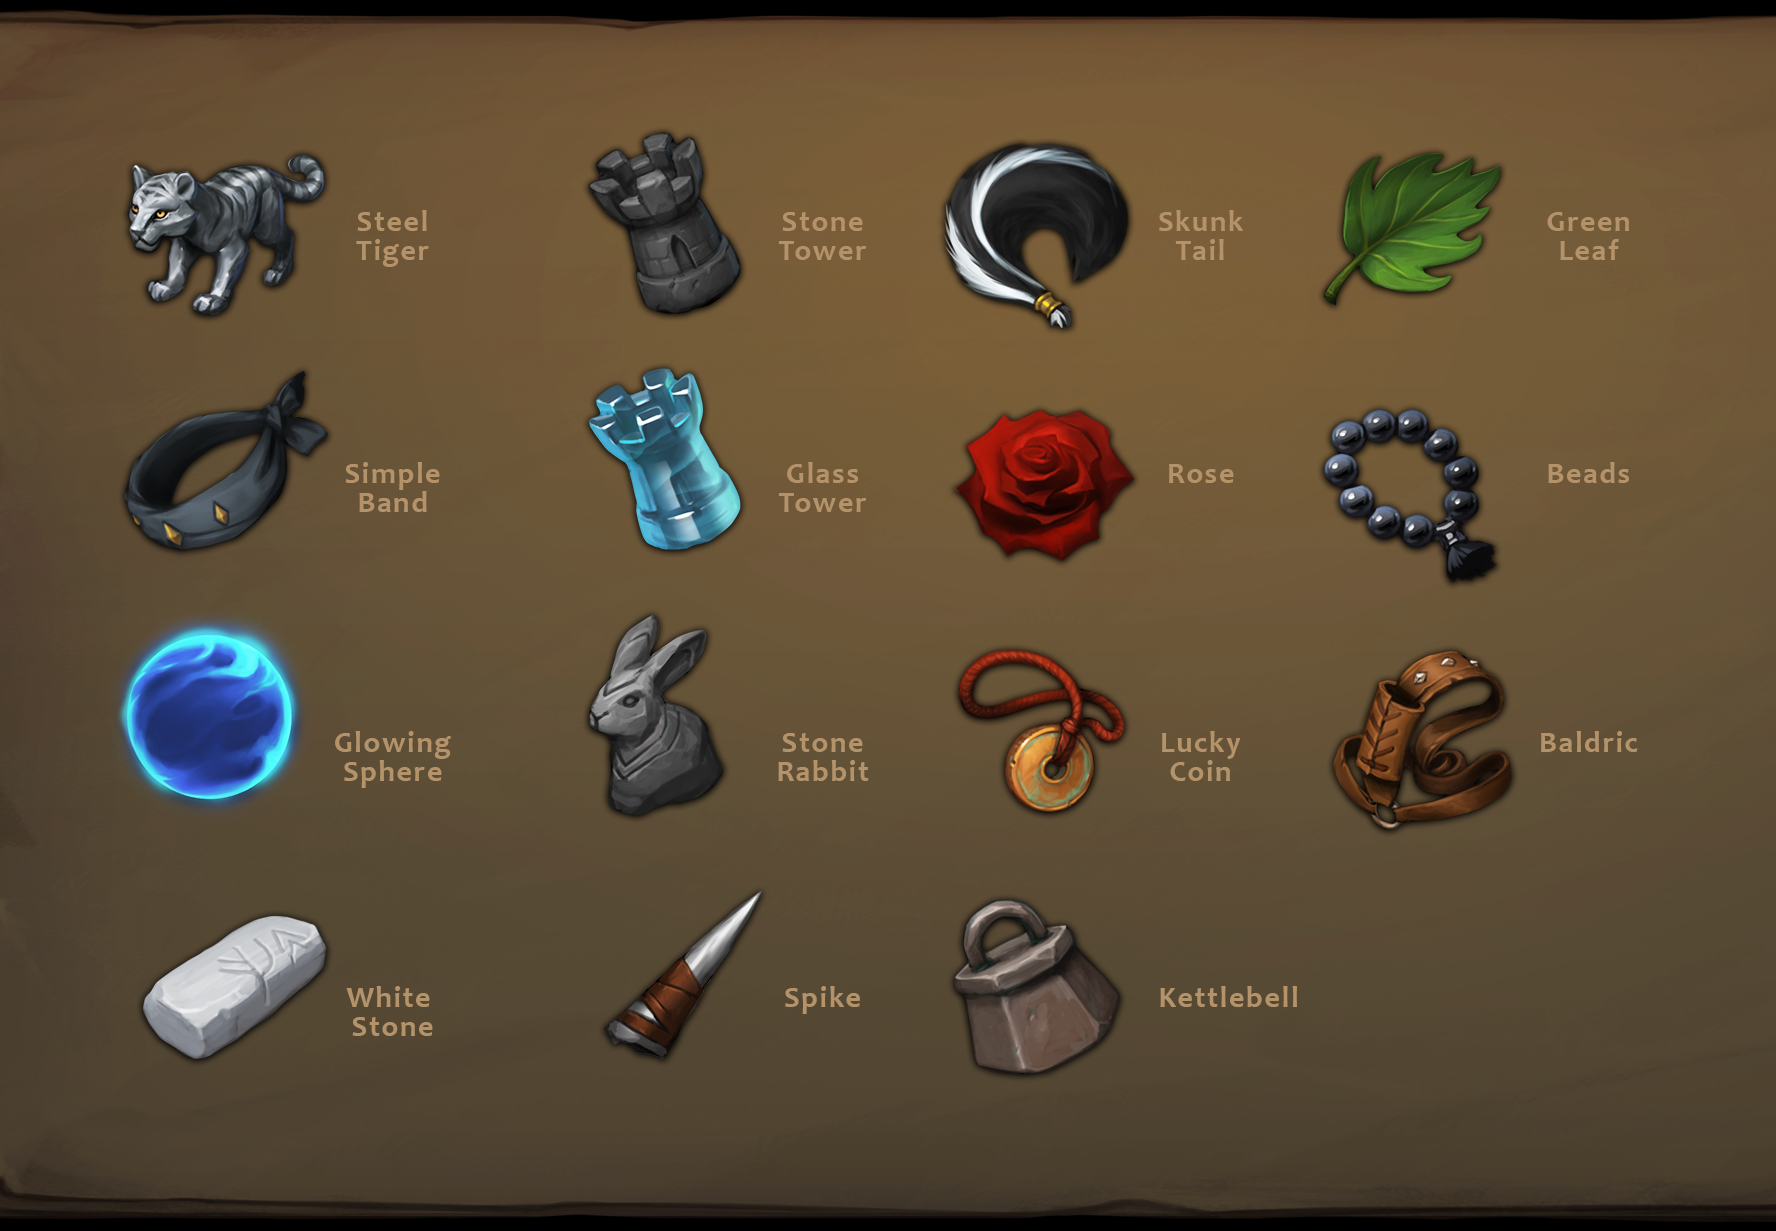 Steel
Tiger
Stone
Tower
Skunk
Tail
Green
Leaf
Simple
Band
Glass
Tower
Rose
Beads
Glowing
Sphere
Stone
Rabbit
Lucky
Coin
Baldric
White
Stone
Spike
Kettlebell